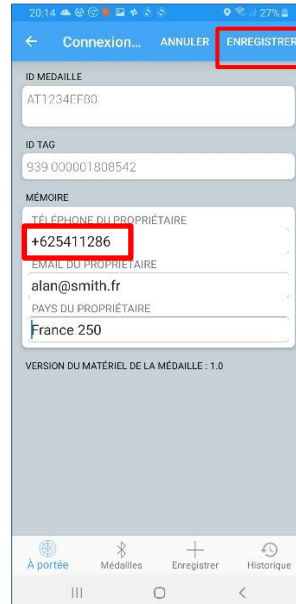 20:14 27%
← Connexion... ANNULER ENREGISTRER
ID MEDAILLE
AT1234EF80
ID TAG
939 000001808542
MÉMOIRE
TÉLÉPHONE DU PROPRIÉTAIRE
+625411286
EMAIL DU PROPRIÉTAIRE
alan@smith.fr
PAYS DU PROPRIÉTAIRE
France 250
VERSION DU MATÉRIEL DE LA MÉDAILLE : 1.0
À portée Médailles Enregistrer Historique